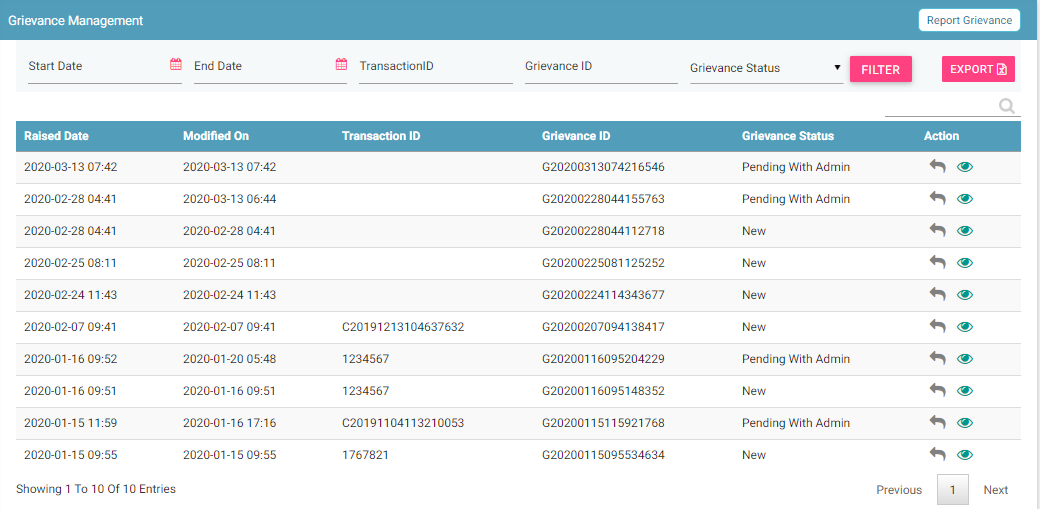 Grievance Management Report Grievance
Start Date End Date TransactionID Grievance ID Grievance Status FILTER EXPORT
Raised Date Modified On Transaction ID Grievance ID Grievance Status Action
2020-03-13 07:42 2020-03-13 07:42 G20200313074216546 Pending With Admin
2020-02-28 04:41 2020-03-13 06:44 G20200228044155763 Pending With Admin
2020-02-28 04:41 2020-02-28 04:41 G20200228044112718 New
2020-02-25 08:11 2020-02-25 08:11 G20200225081125252 New
2020-02-24 11:43 2020-02-24 11:43 G20200224114343677 New
2020-02-07 09:41 2020-02-07 09:41 C20191213104637632 G20200207094138417 New
2020-01-16 09:52 2020-01-20 05:48 1234567 G20200116095204229 Pending With Admin
2020-01-16 09:51 2020-01-16 09:51 1234567 G20200116095148352 New
2020-01-15 11:59 2020-01-16 17:16 C20191104113210053 G20200115115921768 Pending With Admin
2020-01-15 09:55 2020-01-15 09:55 1767821 G20200115095534634 New
Showing 1 To 10 Of 10 Entries Previous 1 Next